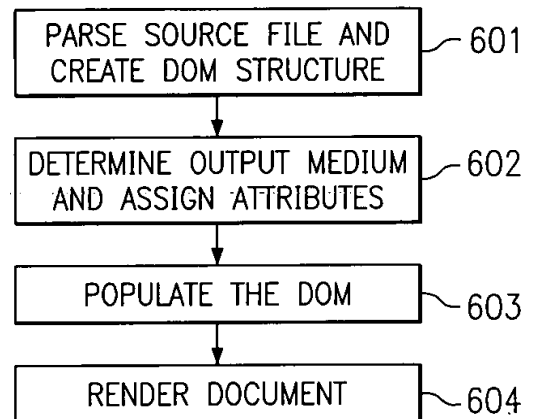 PARSE SOURCE FILE AND
CREATE DOM STRUCTURE
601
DETERMINE OUTPUT MEDIUM
AND ASSIGN ATTRIBUTES
602
POPULATE THE DOM
603
RENDER DOCUMENT
604